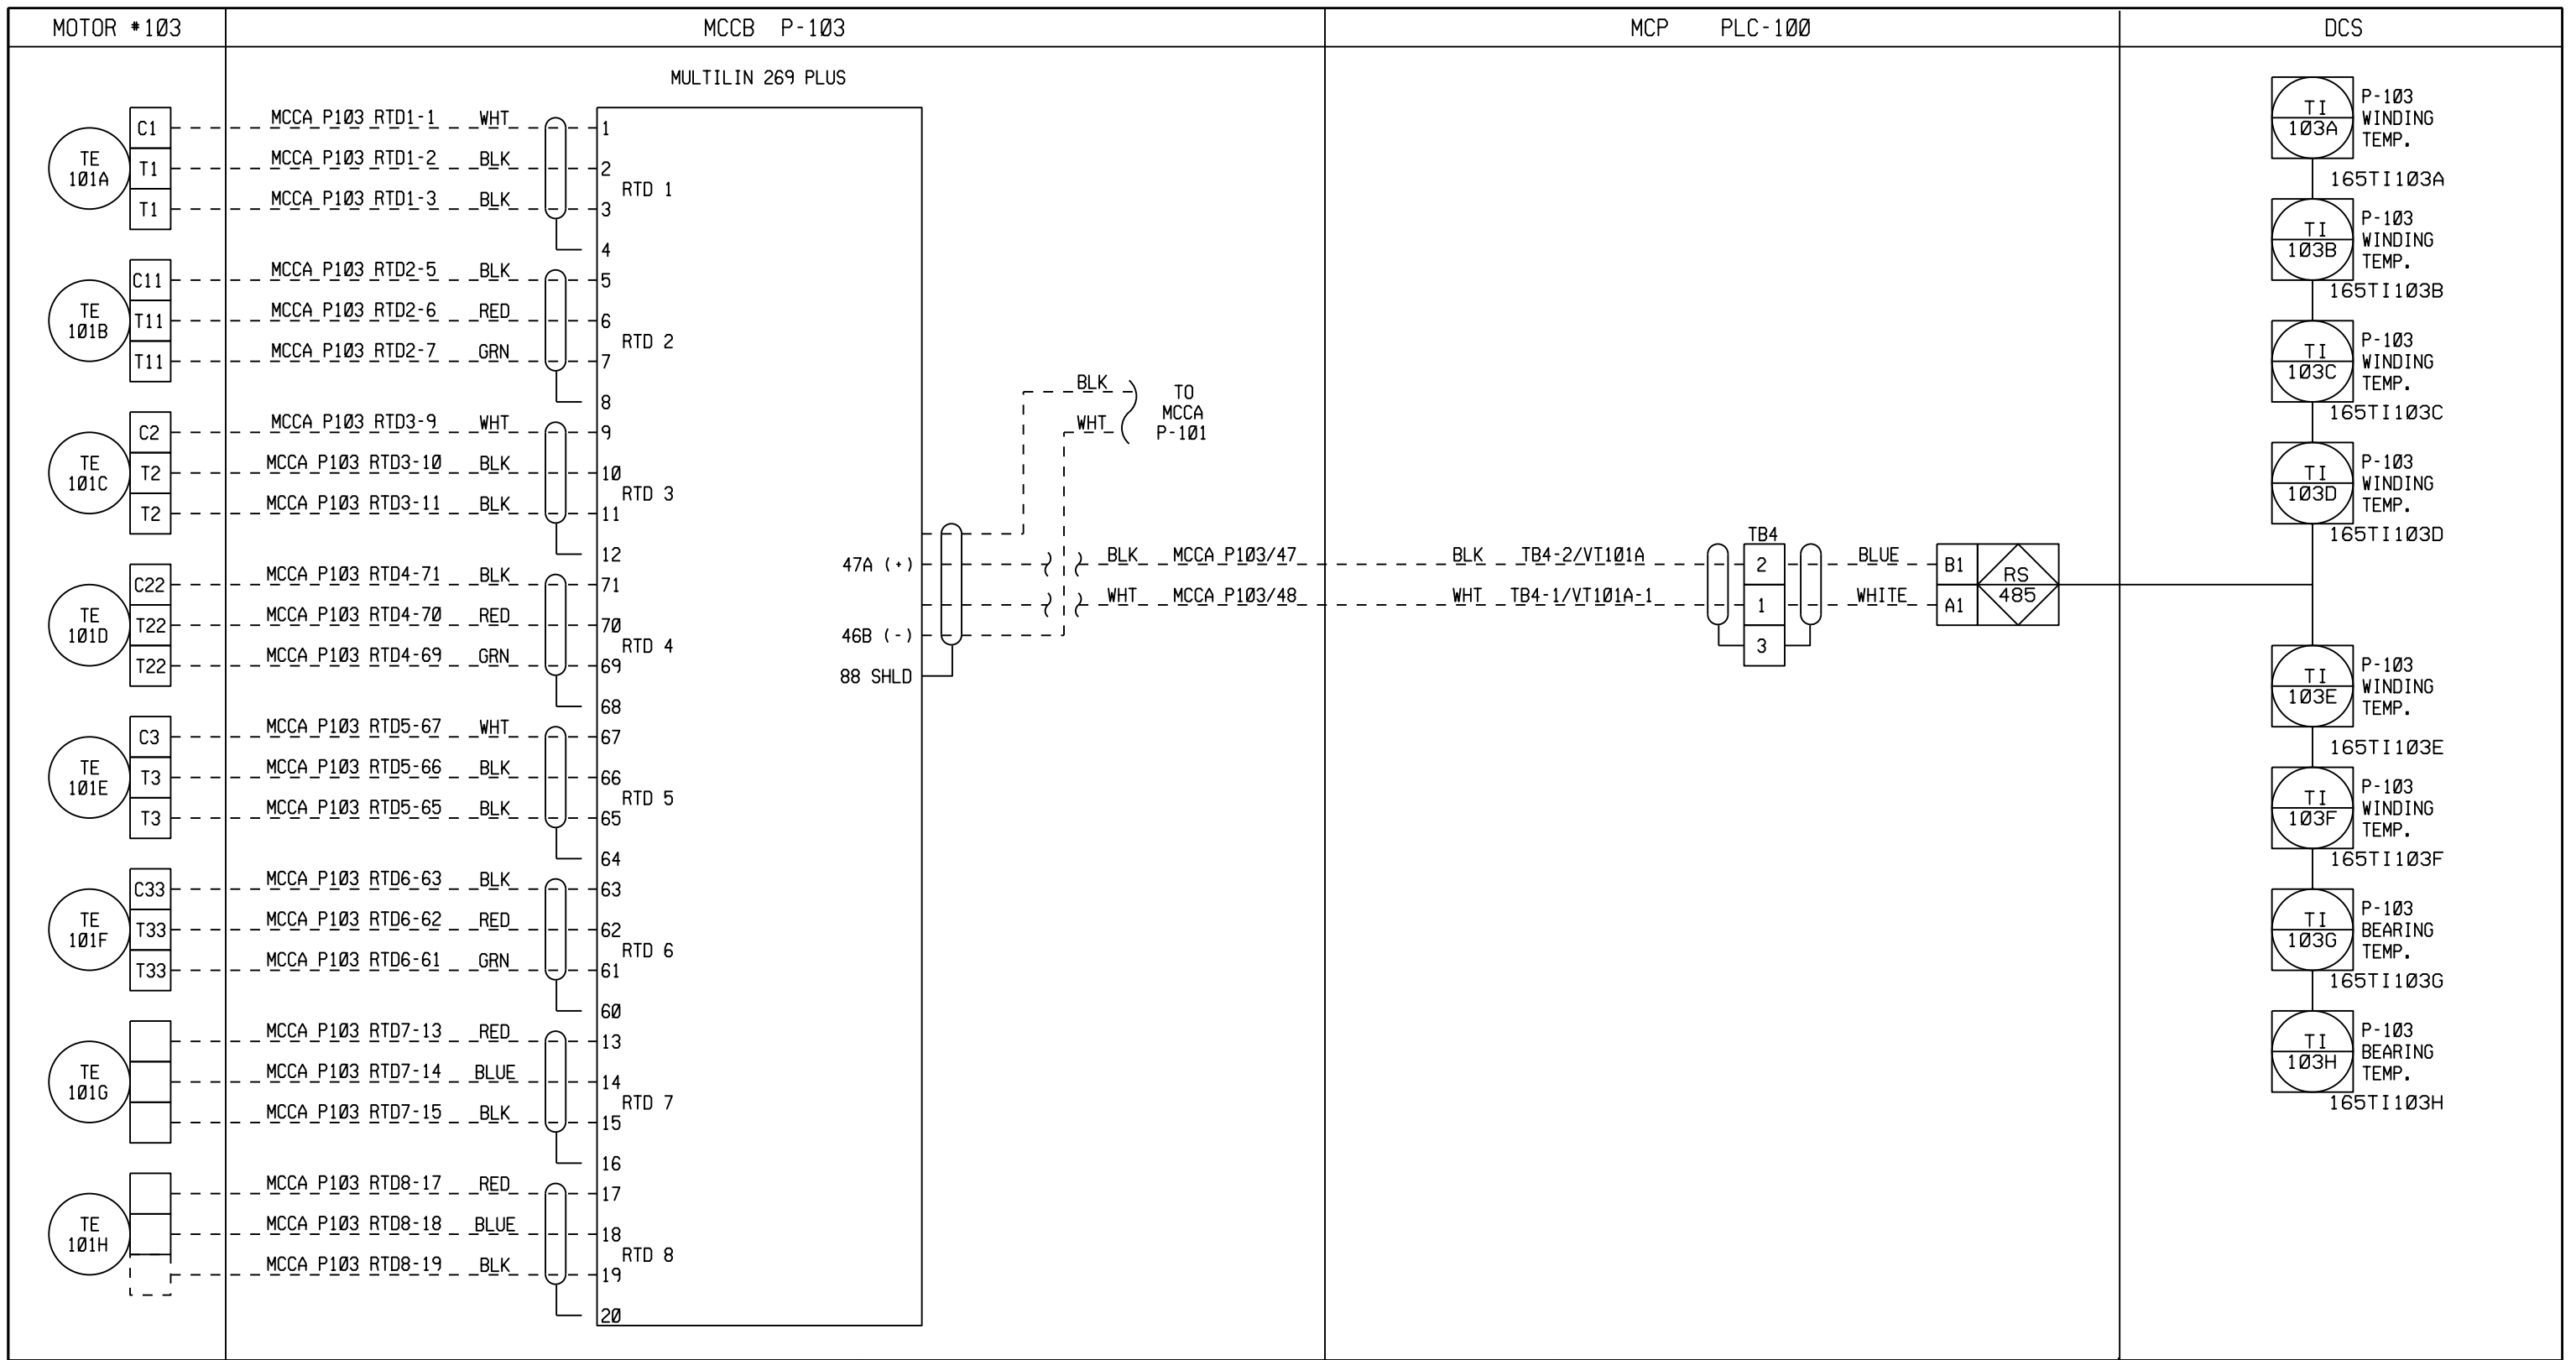 MOTOR *1Ø3
MCCB P-1Ø3
MCP PLC-1ØØ
DCS
MULTILIN 269 PLUS
TE
1Ø1A
C1
T1
T1
MCCA P1Ø3 RTD1-1 WHT
MCCA P1Ø3 RTD1-2 BLK
MCCA P1Ø3 RTD1-3 BLK
1
2
3
4
RTD 1
TE
1Ø1B
C11
T11
T11
MCCA P1Ø3 RTD2-5 BLK
MCCA P1Ø3 RTD2-6 RED
MCCA P1Ø3 RTD2-7 GRN
5
6
7
8
RTD 2
TE
1Ø1C
C2
T2
T2
MCCA P1Ø3 RTD3-9 WHT
MCCA P1Ø3 RTD3-1Ø BLK
MCCA P1Ø3 RTD3-11 BLK
9
1Ø
11
12
RTD 3
TE
1Ø1D
C22
T22
T22
MCCA P1Ø3 RTD4-71 BLK
MCCA P1Ø3 RTD4-7Ø RED
MCCA P1Ø3 RTD4-69 GRN
71
7Ø
69
68
RTD 4
TE
1Ø1E
C3
T3
T3
MCCA P1Ø3 RTD5-67 WHT
MCCA P1Ø3 RTD5-66 BLK
MCCA P1Ø3 RTD5-65 BLK
67
66
65
64
RTD 5
TE
1Ø1F
C33
T33
T33
MCCA P1Ø3 RTD6-63 BLK
MCCA P1Ø3 RTD6-62 RED
MCCA P1Ø3 RTD6-61 GRN
63
62
61
6Ø
RTD 6
TE
1Ø1G
MCCA P1Ø3 RTD7-13 RED
MCCA P1Ø3 RTD7-14 BLUE
MCCA P1Ø3 RTD7-15 BLK
13
14
15
16
RTD 7
TE
1Ø1H
MCCA P1Ø3 RTD8-17 RED
MCCA P1Ø3 RTD8-18 BLUE
MCCA P1Ø3 RTD8-19 BLK
17
18
19
2Ø
RTD 8
47A (+)
46B (-)
88 SHLD
BLK
WHT
TO
MCCA
P-1Ø1
BLK MCCA P1Ø3/47
WHT MCCA P1Ø3/48
BLK TB4-2/VT1Ø1A
WHT TB4-1/VT1Ø1A-1
TB4
2
1
3
BLUE
WHITE
B1
A1
RS
485
TI
1Ø3A
P-1Ø3
WINDING
TEMP.
165TI1Ø3A
TI
1Ø3B
P-1Ø3
WINDING
TEMP.
165TI1Ø3B
TI
1Ø3C
P-1Ø3
WINDING
TEMP.
165TI1Ø3C
TI
1Ø3D
P-1Ø3
WINDING
TEMP.
165TI1Ø3D
TI
1Ø3E
P-1Ø3
WINDING
TEMP.
165TI1Ø3E
TI
1Ø3F
P-1Ø3
WINDING
TEMP.
165TI1Ø3F
TI
1Ø3G
P-1Ø3
BEARING
TEMP.
165TI1Ø3G
TI
1Ø3H
P-1Ø3
BEARING
TEMP.
165TI1Ø3H